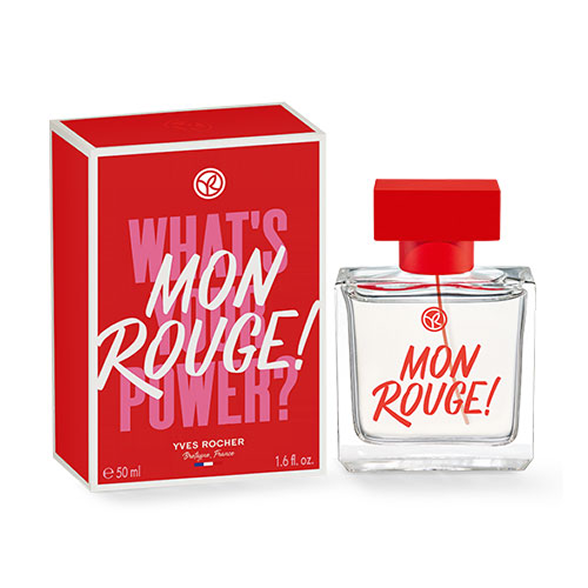 WHAT'S
MON
YOUR
ROUGE!
POWER?
YVES ROCHER
Bretagne, France
℮ 50 ml
1.6 fl. oz.
MON
ROUGE!